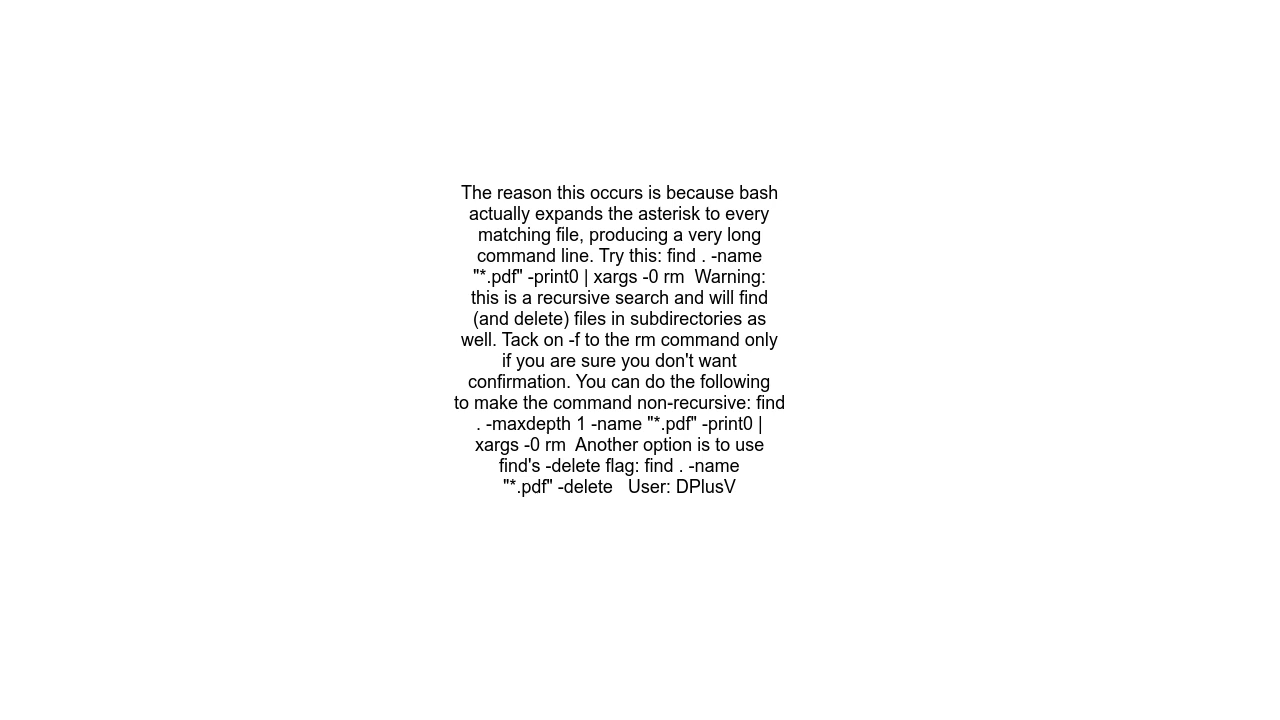 The reason this occurs is because bash
actually expands the asterisk to every
matching file, producing a very long
command line. Try this: find . -name
"*.pdf" -print0 | xargs -0 rm  Warning:
this is a recursive search and will find
(and delete) files in subdirectories as
well. Tack on -f to the rm command only
if you are sure you don't want
confirmation. You can do the following
to make the command non-recursive: find
. -maxdepth 1 -name "*.pdf" -print0 |
xargs -0 rm  Another option is to use
find's -delete flag: find . -name
"*.pdf" -delete   User: DPlusV